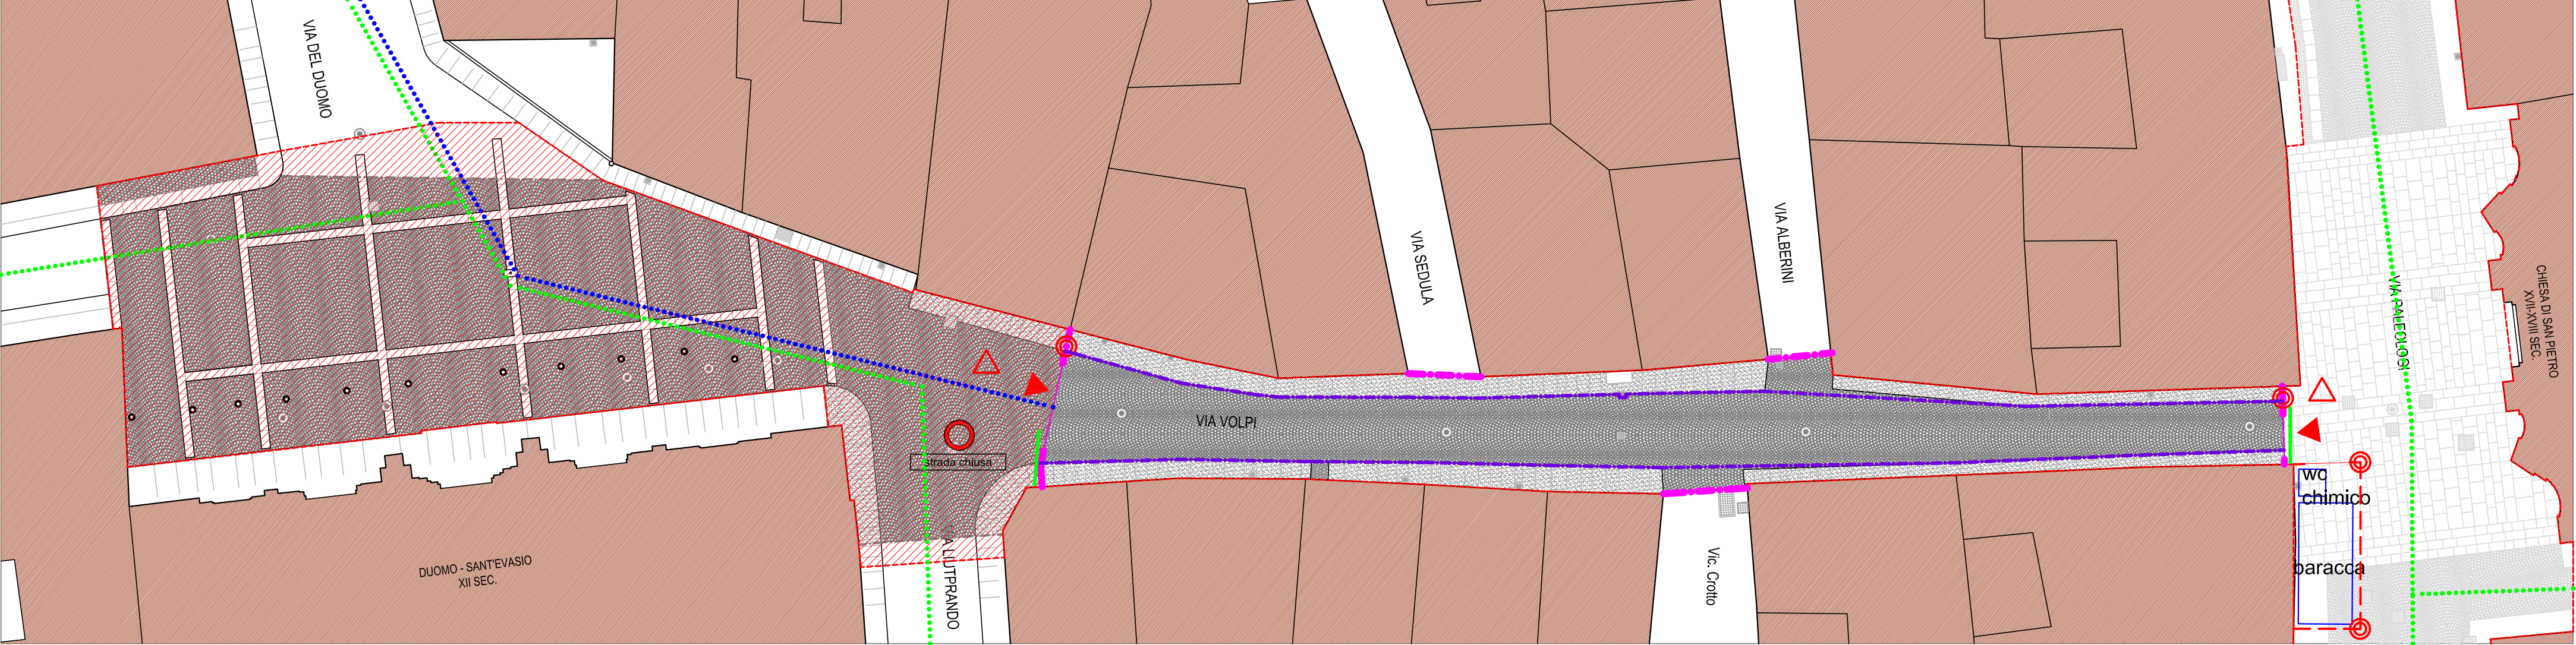 VIA DEL DUOMO
DUOMO - SANT'EVASIO
XII SEC.
strada chiusa
A LIUTPRANDO
VIA VOLPI
VIA SEDULA
VIA ALBERINI
Vic. Crotto
VIA PALEOLOGI
CHIESA DI SAN PIETRO
XVII-XVIII SEC.
wc
chimico
baracca